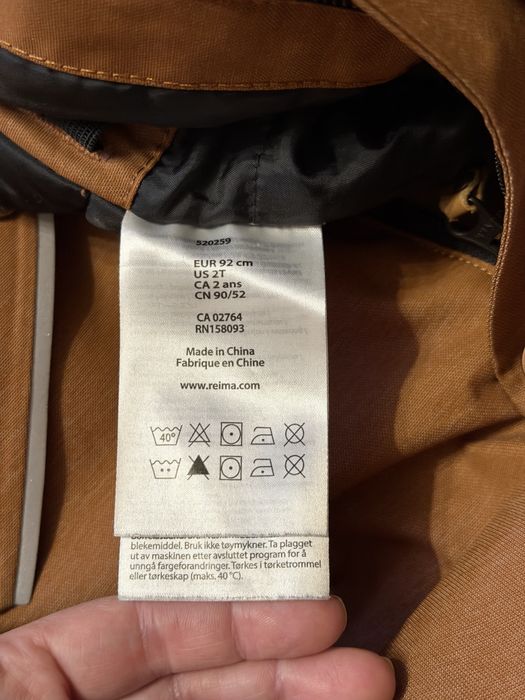 520259
EUR 92 cm
US 2T
CA 2 ans
CN 90/52
CA 02764
RN158093
Made in China
Fabrique en Chine
www.reima.com
40°
blekemiddel. Bruk ikke tøymykner. Ta plagget
ut av maskinen etter avsluttet program for å
unngå fargeforandringer. Tørkes i tørketrommel
eller tørkeskap (maks. 40 °C).